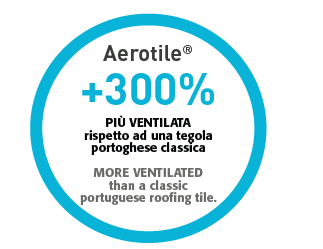 Aerotile®
+300%
PIÙ VENTILATA
rispetto ad una tegola
portoghese classica
MORE VENTILATED
than a classic
portuguese roofing tile.